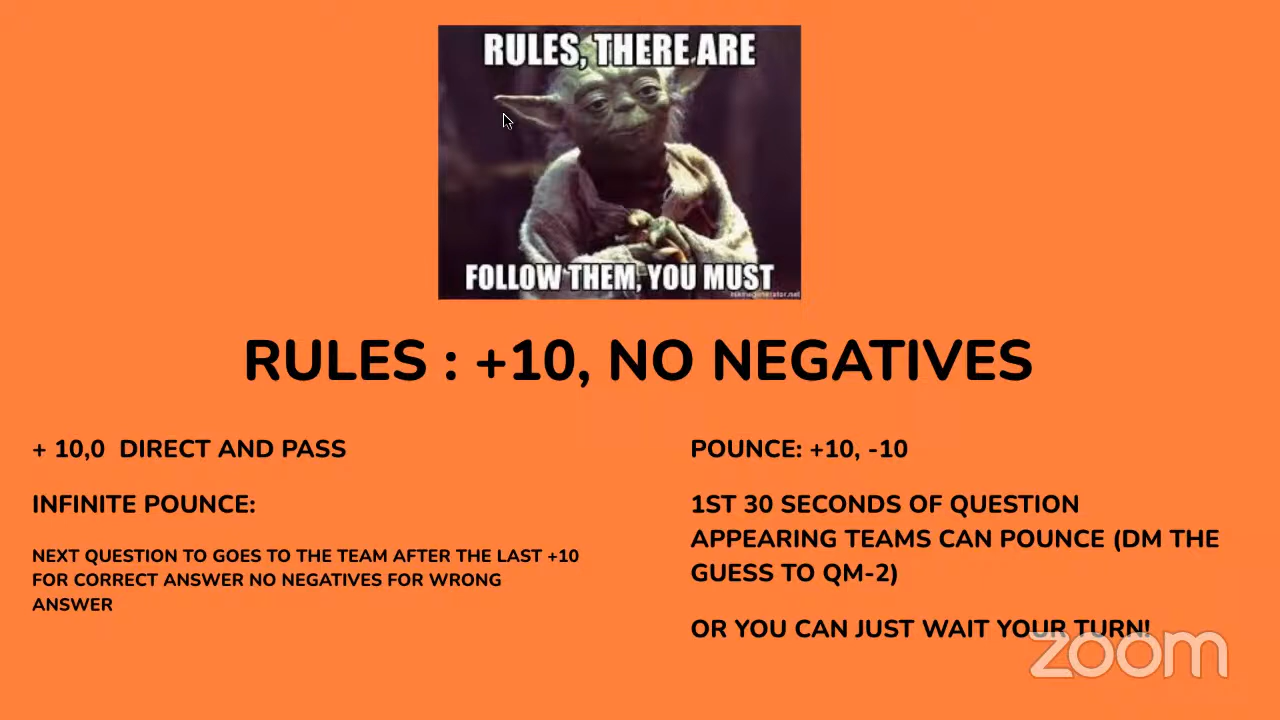 RULES, THERE ARE
FOLLOW THEM, YOU MUST
RULES : +10, NO NEGATIVES
+ 10,0 DIRECT AND PASS
INFINITE POUNCE:
NEXT QUESTION TO GOES TO THE TEAM AFTER THE LAST +10
FOR CORRECT ANSWER NO NEGATIVES FOR WRONG
ANSWER
POUNCE: +10, -10
1ST 30 SECONDS OF QUESTION
APPEARING TEAMS CAN POUNCE (DM THE
GUESS TO QM-2)
OR YOU CAN JUST WAIT YOUR TURN!
zoom